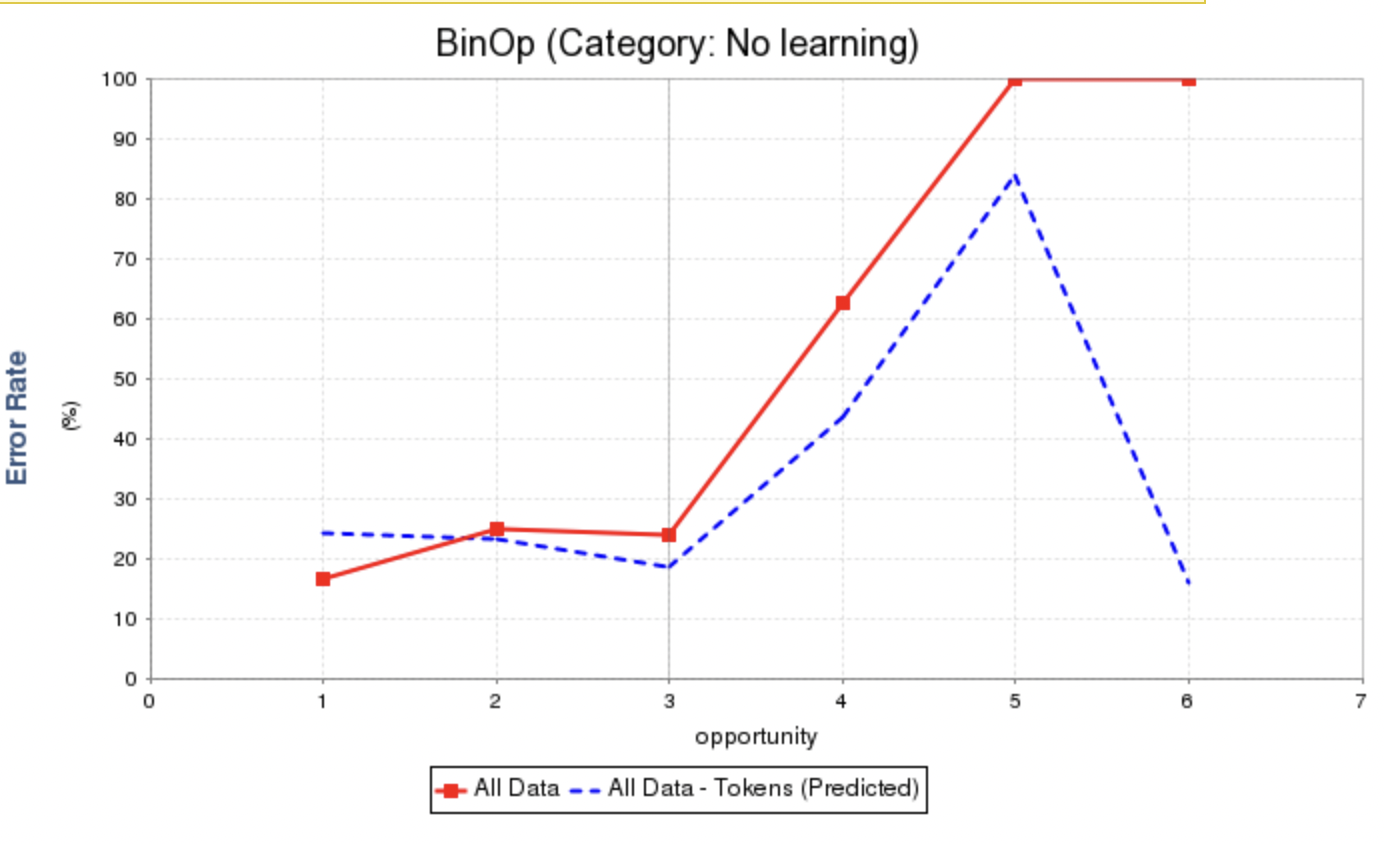 BinOp (Category: No learning)
100
90
80
70
60
50
40
30
20
10
0
Error Rate
(%)
0 1 2 3 4 5 6 7
opportunity
All Data All Data - Tokens (Predicted)